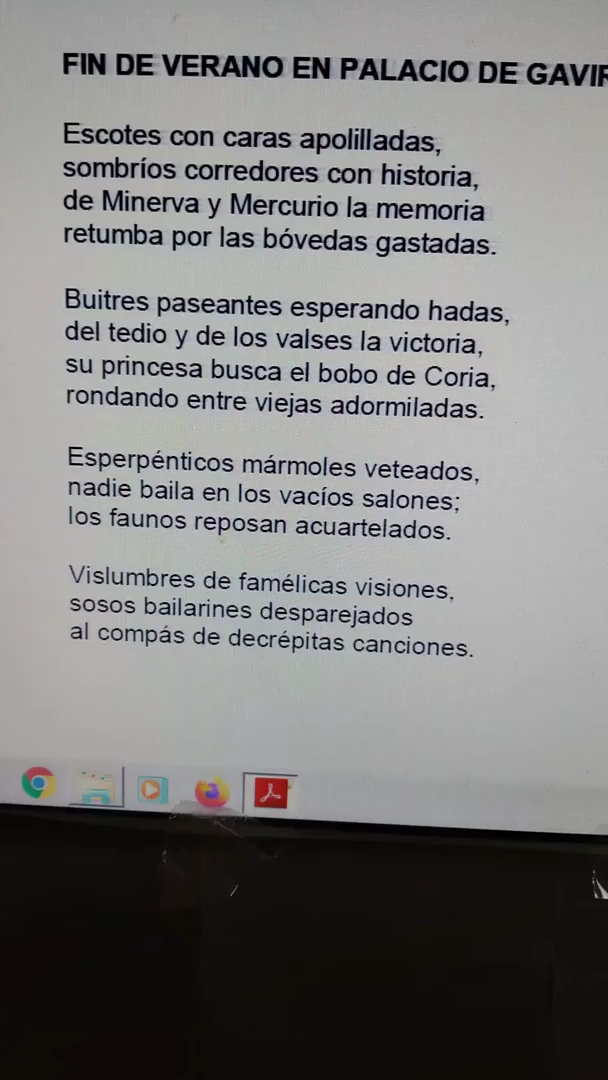 FIN DE VERANO EN PALACIO DE
Escotes con caras apolilladas,
sombríos corredores con historia,
de Minerva y Mercurio la memoria
retumba por las bóvedas gastadas.
Buitres paseantes esperando hadas,
del tedio y de los valses la victoria,
su princesa busca el bobo de Coria,
rondando entre viejas adormiladas.
Esperpénticos mármoles veteados,
nadie baila en los vacíos salones;
los faunos reposan acuartelados.
Vislumbres de famélicas visiones,
sosos bailarines desparejados
al compás de decrépitas canciones.